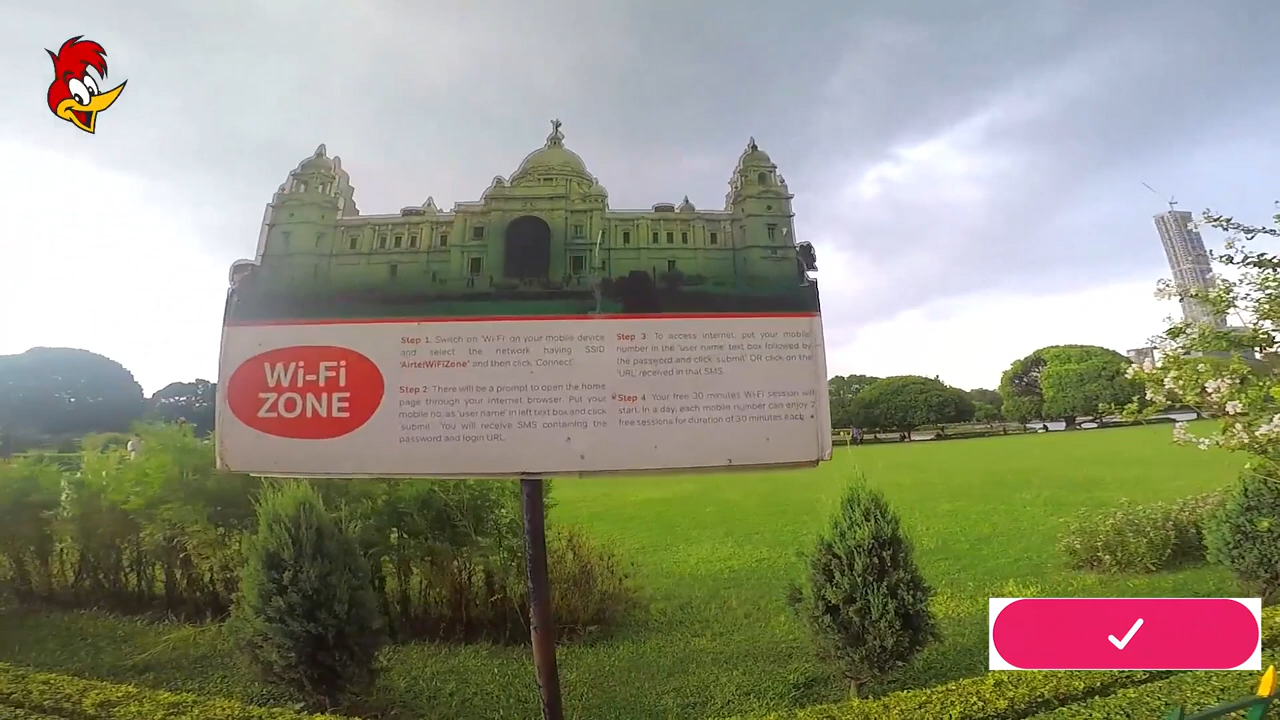 Wi-Fi
ZONE
Step 1. Switch on 'Wi-Fi' on your mobile device
and select the network having SSID
'AirtelWiFiZone' and then click 'Connect'.
Step 2: There will be a prompt to open the home
page through your internet browser. Put your
mobile no. as 'user name' in left text box and click
'submit'. You will receive SMS containing the
password and login URL.
Step 3: To access internet, put your mobile
number in the 'user name' text box followed by
the password and click 'submit' OR click on the
'URL' received in that SMS.
Step 4: Your free 30 minutes Wi-Fi session will
start. In a day, each mobile number can enjoy 2
free sessions for duration of 30 minutes each.